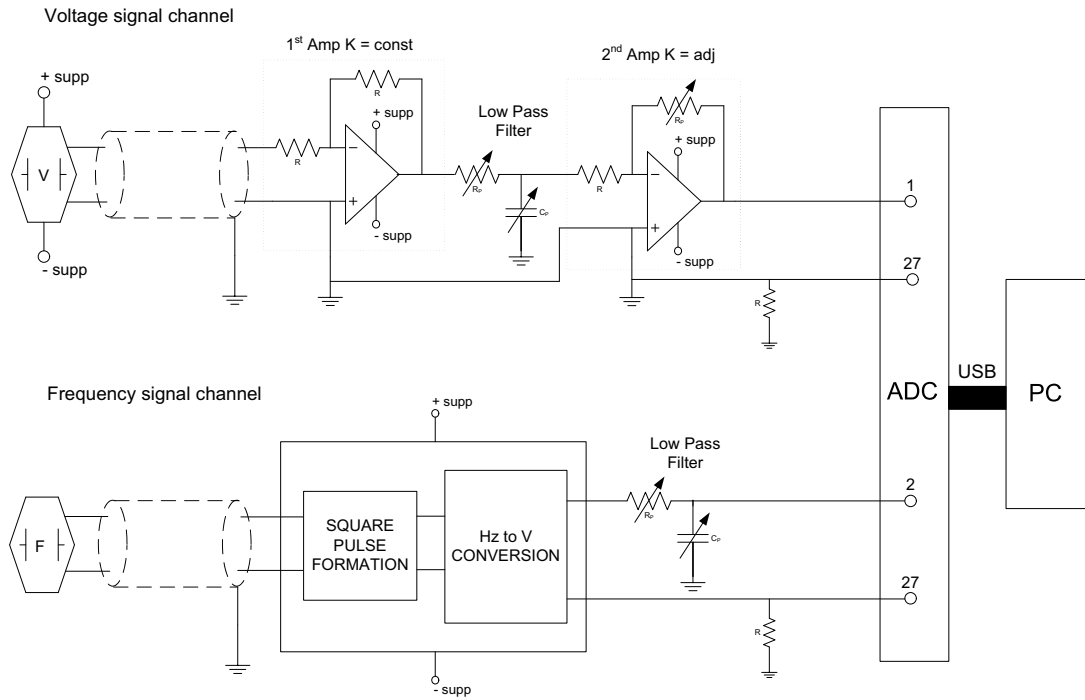 Voltage signal channel
1st Amp K = const
2nd Amp K = adj
+ supp
R
+ supp
Low Pass
Filter
RP
+ supp
V
R
−
+
RP
CP
R
−
+
1
- supp
- supp
- supp
27
R
Frequency signal channel
+ supp
USB
ADC
PC
Low Pass
Filter
F
SQUARE
PULSE
FORMATION
Hz to V
CONVERSION
RP
CP
2
27
R
- supp